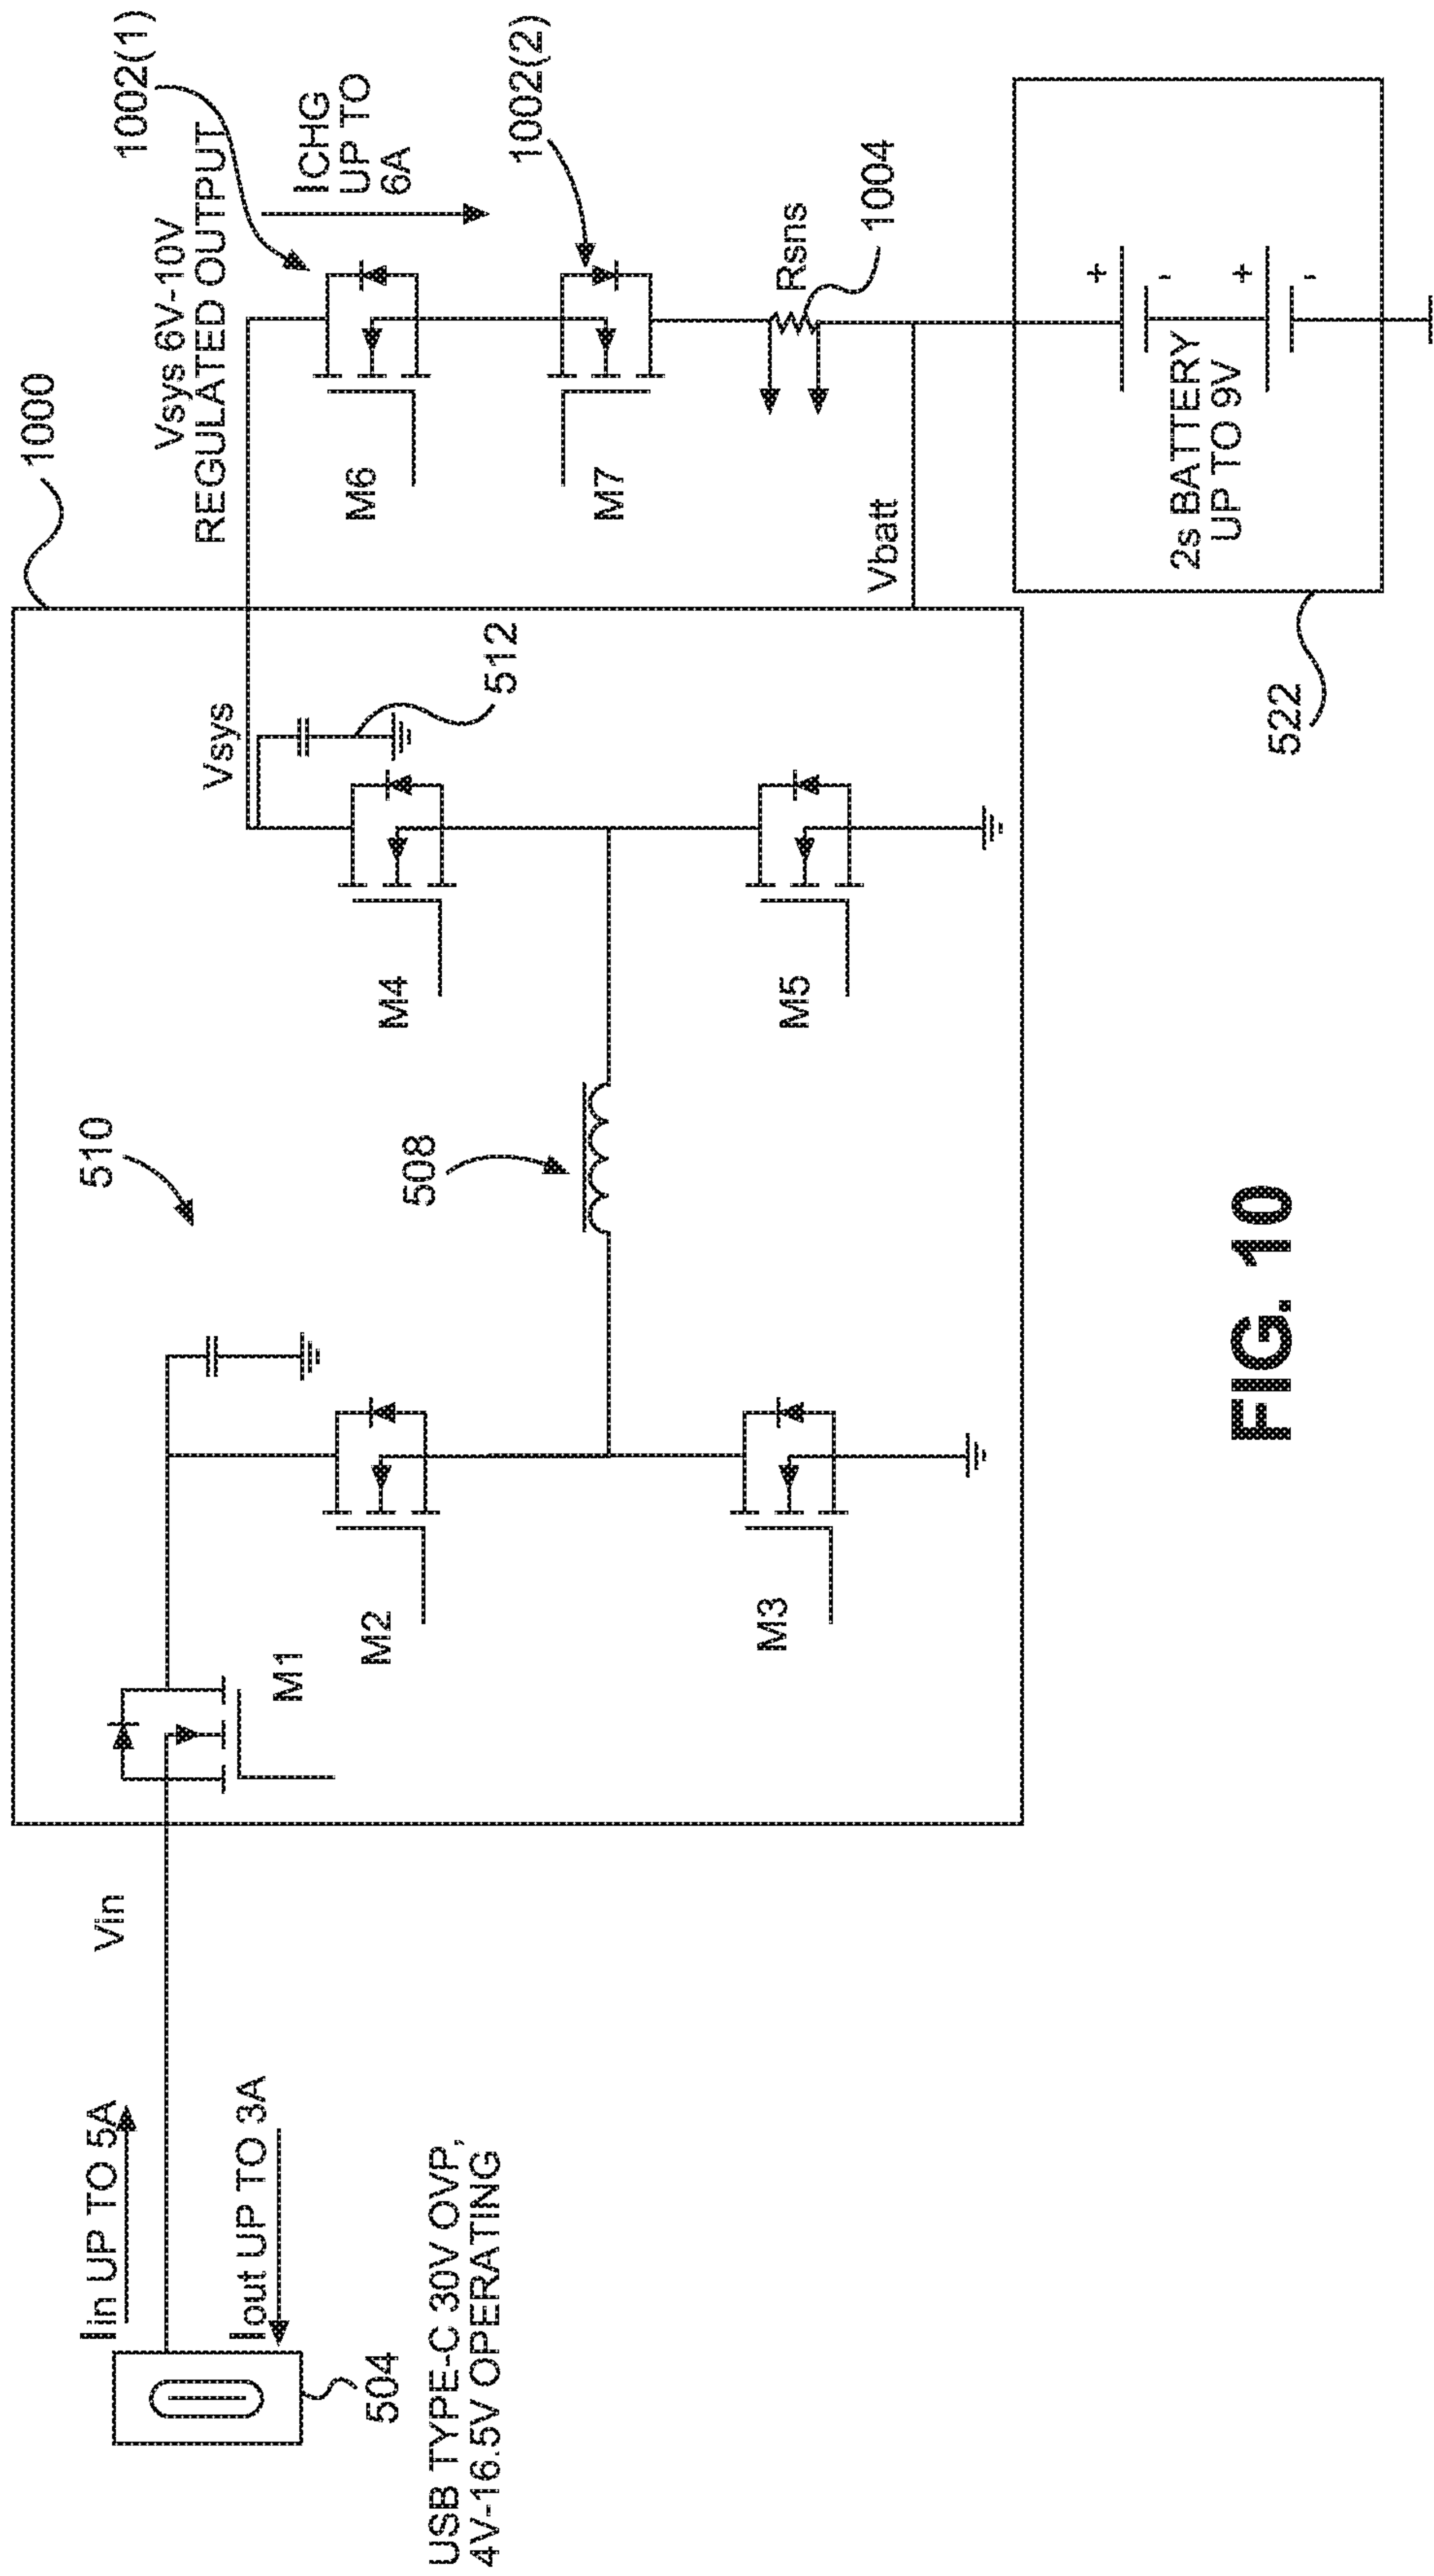 1000
Vsys 6V-10V
REGULATED OUTPUT
1002(1)
ICHG
UP TO
6A
1002(2)
M6
M7
Rsns
1004
Vbatt
+
-
+
-
2s BATTERY
UP TO 9V
522
Vsys
512
M4
M5
510
508
M1
M2
M3
Vin
Iin UP TO 5A
Iout UP TO 3A
504
USB TYPE-C 30V OVP,
4V-16.5V OPERATING
FIG. 10